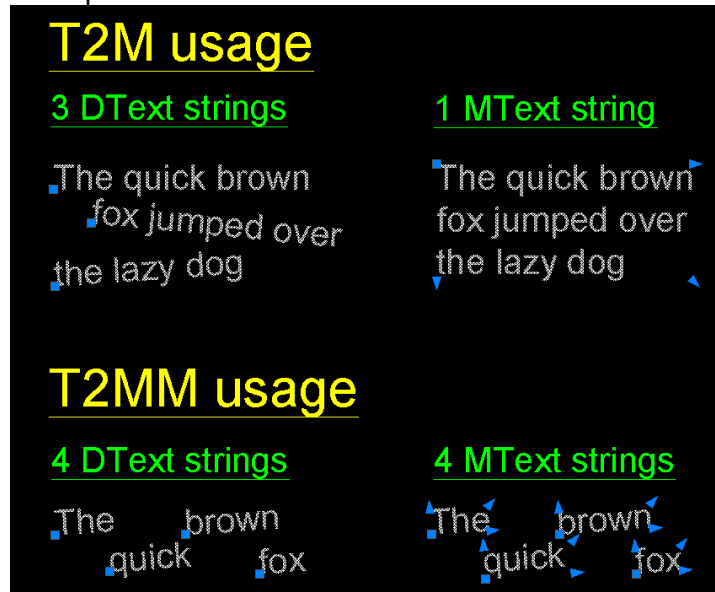 T2M usage
3 DText strings
The quick brown
fox jumped over
the lazy dog
1 MText string
The quick brown
fox jumped over
the lazy dog
T2MM usage
4 DText strings
The brown
quick fox
4 MText strings
The brown
quick fox